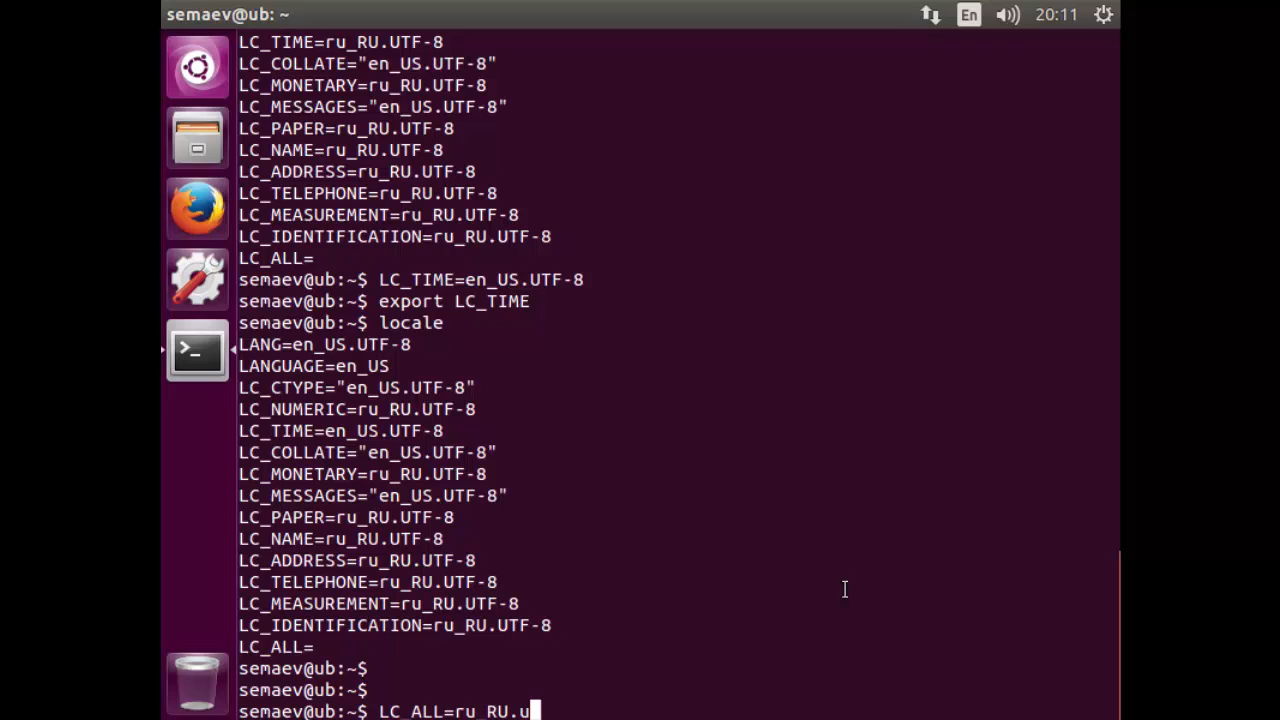 semaev@ub: ~
En
20:11
LC_TIME=ru_RU.UTF-8
LC_COLLATE="en_US.UTF-8"
LC_MONETARY=ru_RU.UTF-8
LC_MESSAGES="en_US.UTF-8"
LC_PAPER=ru_RU.UTF-8
LC_NAME=ru_RU.UTF-8
LC_ADDRESS=ru_RU.UTF-8
LC_TELEPHONE=ru_RU.UTF-8
LC_MEASUREMENT=ru_RU.UTF-8
LC_IDENTIFICATION=ru_RU.UTF-8
LC_ALL=
semaev@ub:~$ LC_TIME=en_US.UTF-8
semaev@ub:~$ export LC_TIME
semaev@ub:~$ locale
LANG=en_US.UTF-8
LANGUAGE=en_US
LC_CTYPE="en_US.UTF-8"
LC_NUMERIC=ru_RU.UTF-8
LC_TIME=en_US.UTF-8
LC_COLLATE="en_US.UTF-8"
LC_MONETARY=ru_RU.UTF-8
LC_MESSAGES="en_US.UTF-8"
LC_PAPER=ru_RU.UTF-8
LC_NAME=ru_RU.UTF-8
LC_ADDRESS=ru_RU.UTF-8
LC_TELEPHONE=ru_RU.UTF-8
LC_MEASUREMENT=ru_RU.UTF-8
LC_IDENTIFICATION=ru_RU.UTF-8
LC_ALL=
semaev@ub:~$
semaev@ub:~$
semaev@ub:~$ LC_ALL=ru_RU.u